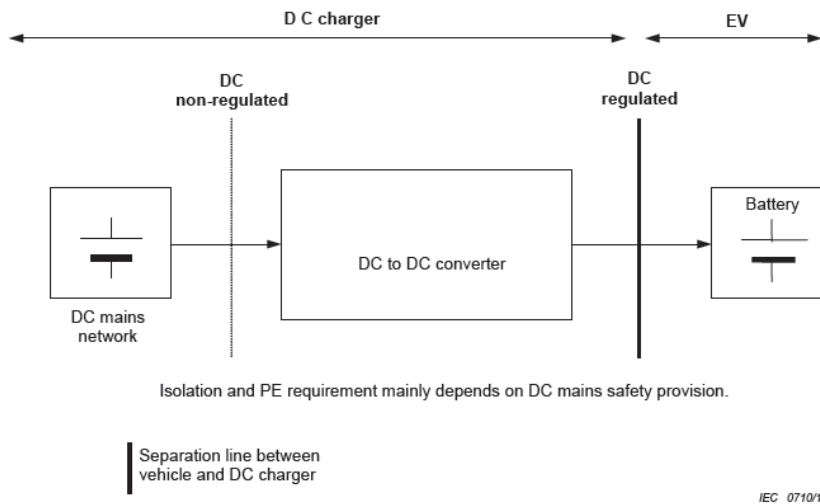 D C charger
EV
DC
non-regulated
DC
regulated
Battery
DC to DC converter
DC mains
network
Isolation and PE requirement mainly depends on DC mains safety provision.
Separation line between
vehicle and DC charger
IEC 0710/1